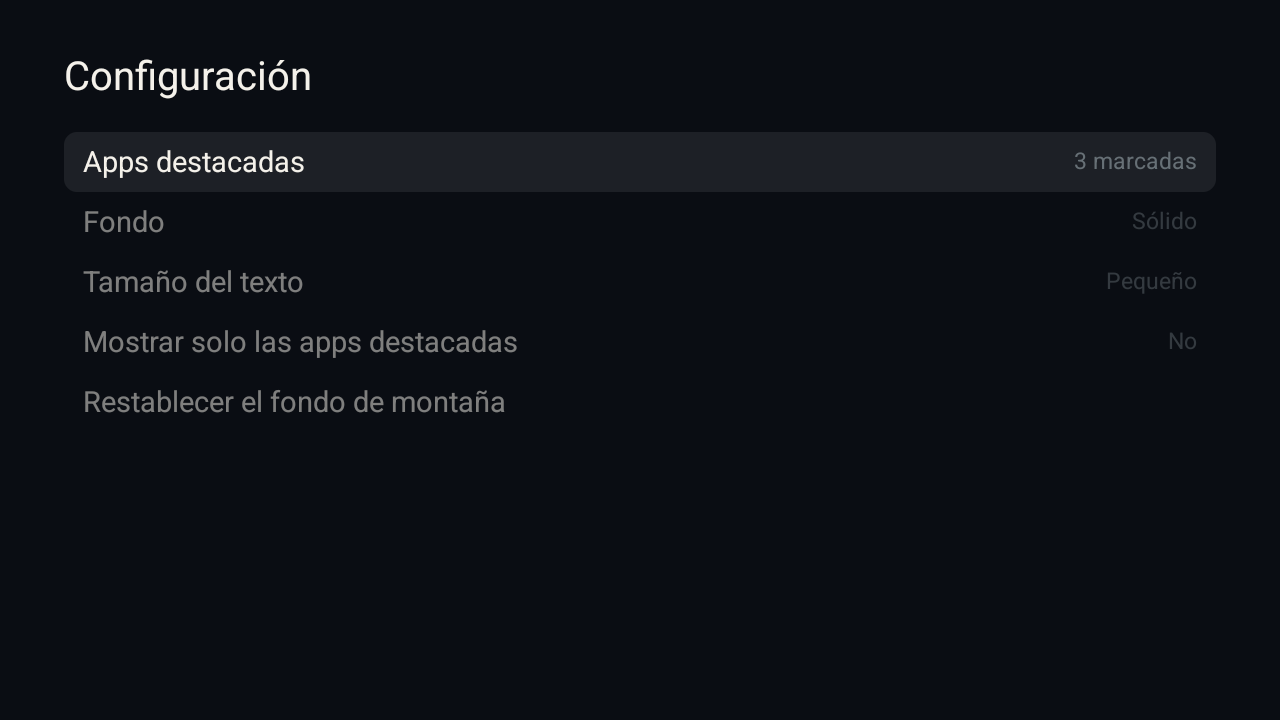 Configuración
Apps destacadas 3 marcadas
Fondo Sólido
Tamaño del texto Pequeño
Mostrar solo las apps destacadas No
Restablecer el fondo de montaña